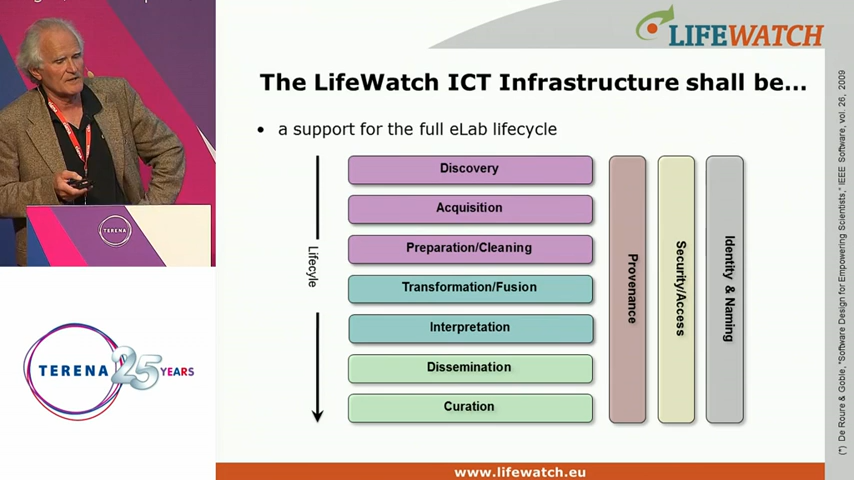 LIFEWATCH
The LifeWatch ICT Infrastructure shall be...
• a support for the full eLab lifecycle
Lifecyle
Discovery
Acquisition
Preparation/Cleaning
Transformation/Fusion
Interpretation
Dissemination
Curation
Provenance
Security/Access
Identity & Naming
(*) De Roure & Goble, "Software Design for Empowering Scientists," IEEE Software, vol. 26, 2009
TERENA
TERENA 25 YEARS
www.lifewatch.eu